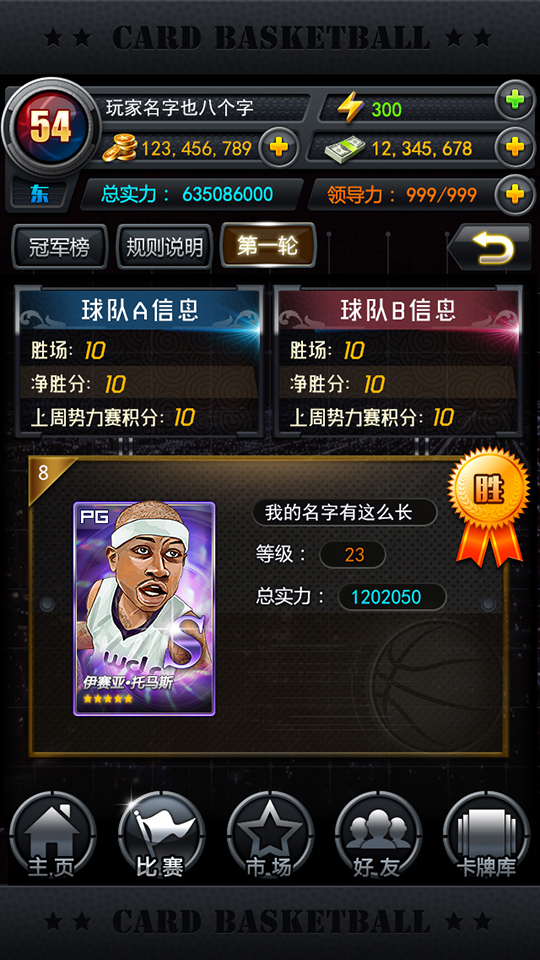 ★ ★ CARD BASKETBALL ★ ★
54
玩家名字也八个字
300
123,456,789
12,345,678
东
总实力： 635086000
领导力： 999/999
冠军榜
规则说明
第一轮
球队A信息
胜场: 10
净胜分: 10
上周势力赛积分: 10
球队B信息
胜场: 10
净胜分: 10
上周势力赛积分: 10
8
胜
PG
S
伊赛亚·托马斯
★★★★★
我的名字有这么长
等级： 23
总实力： 1202050
主页
比赛
市场
好友
卡牌库
★ ★ CARD BASKETBALL ★ ★